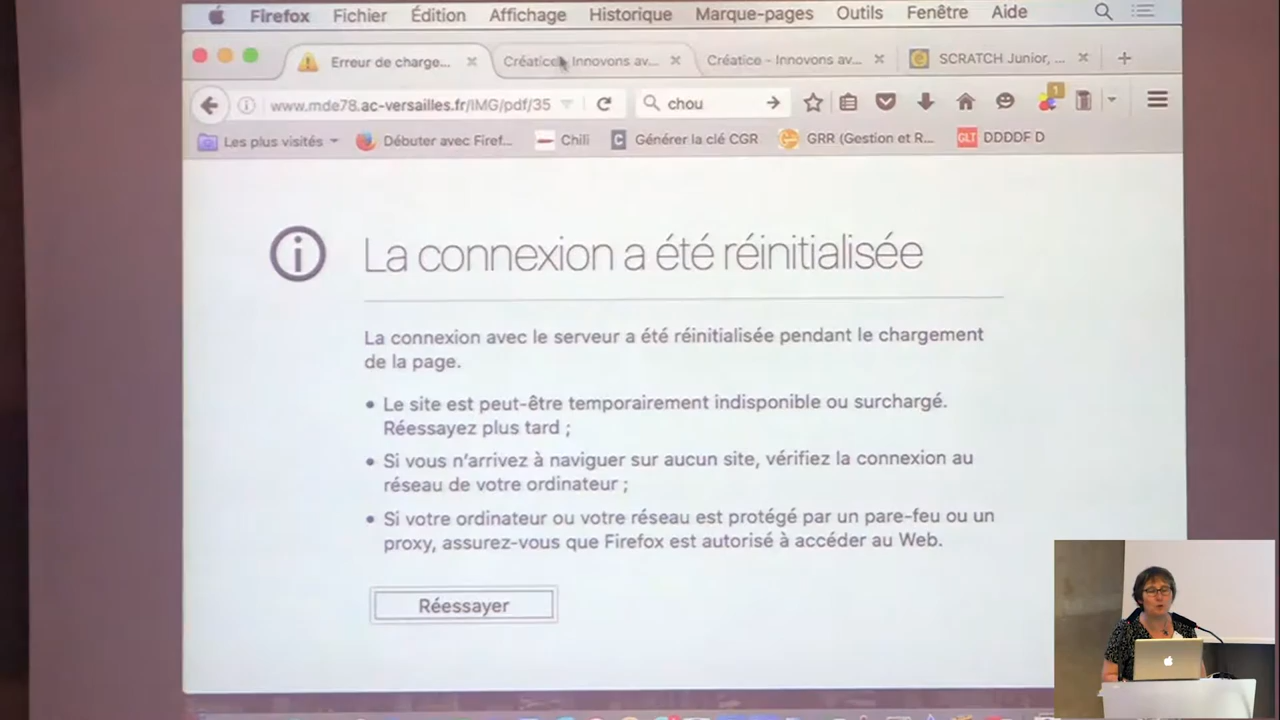 Firefox Fichier Édition Affichage Historique Marque-pages Outils Fenêtre Aide
Erreur de charge... Créatice - Innovons av... Créatice - Innovons av... SCRATCH Junior, ...
www.mde78.ac-versailles.fr/IMG/pdf/35 chou 1
Les plus visités Débuter avec Firef... Chili C Générer la clé CGR GRR (Gestion et R... GLT DDDDF D
La connexion a été réinitialisée
La connexion avec le serveur a été réinitialisée pendant le chargement
de la page.
• Le site est peut-être temporairement indisponible ou surchargé.
Réessayez plus tard ;
• Si vous n'arrivez à naviguer sur aucun site, vérifiez la connexion au
réseau de votre ordinateur ;
• Si votre ordinateur ou votre réseau est protégé par un pare-feu ou un
proxy, assurez-vous que Firefox est autorisé à accéder au Web.
Réessayer